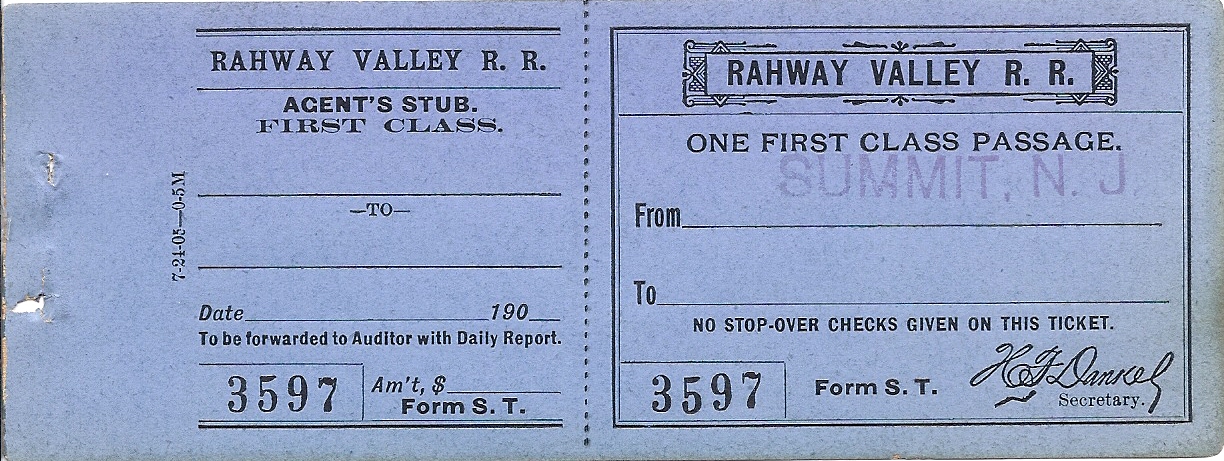 7-24-05—0-5M
RAHWAY VALLEY R. R.
AGENT'S STUB.
FIRST CLASS.
—TO—
Date 190
To be forwarded to Auditor with Daily Report.
3597
Am't, $
Form S. T.
RAHWAY VALLEY R. R.
ONE FIRST CLASS PASSAGE.
SUMMIT, N. J
From
To
NO STOP-OVER CHECKS GIVEN ON THIS TICKET.
3597
Form S. T.
H F Dankel
Secretary.